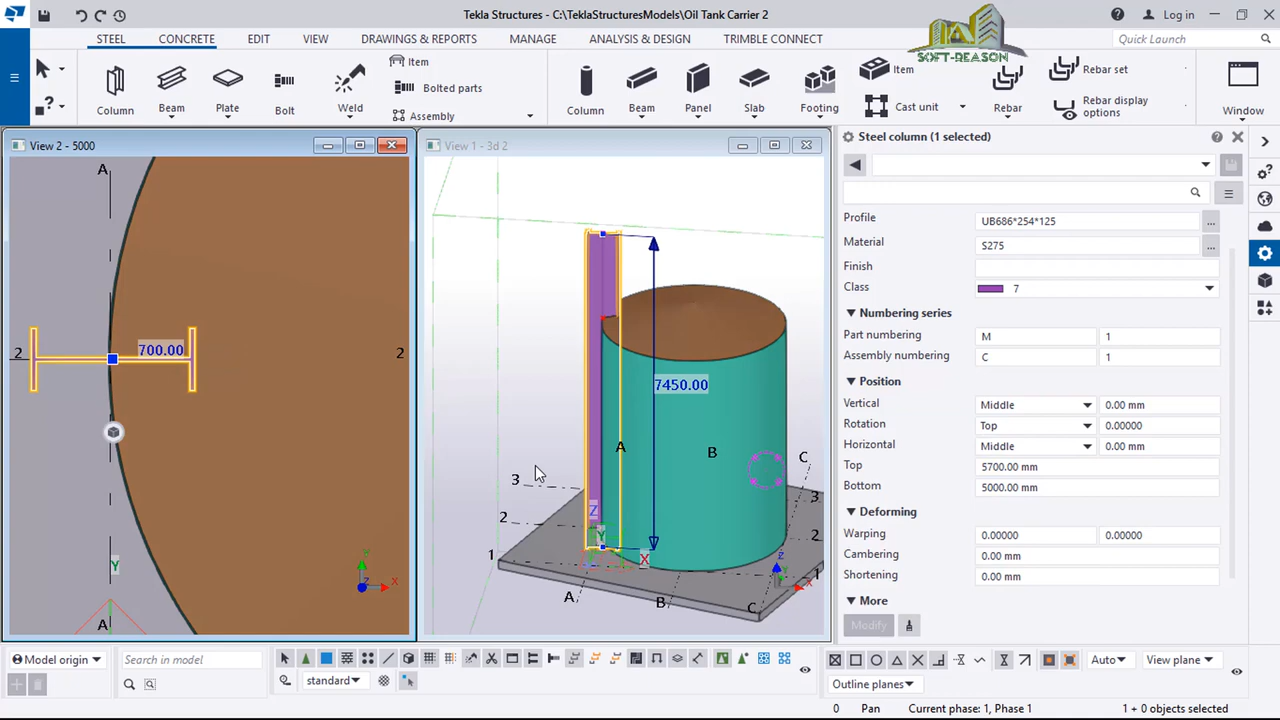 Tekla Structures - C:\TeklaStructuresModels\Oil Tank Carrier 2
Log in
STEEL CONCRETE EDIT VIEW DRAWINGS & REPORTS MANAGE ANALYSIS & DESIGN TRIMBLE CONNECT
Quick Launch
SOFT-REASON
Column Beam Plate Bolt Weld
Item
Bolted parts
Assembly
Column Beam Panel Slab Footing
Item
Cast unit
Rebar
Rebar set
Rebar display options
Window
View 2 - 5000
A
2
700.00
2
Y
A
Y
X
Z
View 1 - 3d 2
7450.00
A
B
C
3
2
1
Z
Y
X
3
2
1
A
B
C
Z
X
Steel column (1 selected)
Profile UB686*254*125 ...
Material S275 ...
Finish
Class 7
Numbering series
Part numbering M 1
Assembly numbering C 1
Position
Vertical Middle 0.00 mm
Rotation Top 0.00000
Horizontal Middle 0.00 mm
Top 5700.00 mm
Bottom 5000.00 mm
Deforming
Warping 0.00000 0.00000
Cambering 0.00 mm
Shortening 0.00 mm
More
Modify
Model origin
Search in model
standard
Auto
View plane
Outline planes
0 Pan Current phase: 1, Phase 1 1 + 0 objects selected